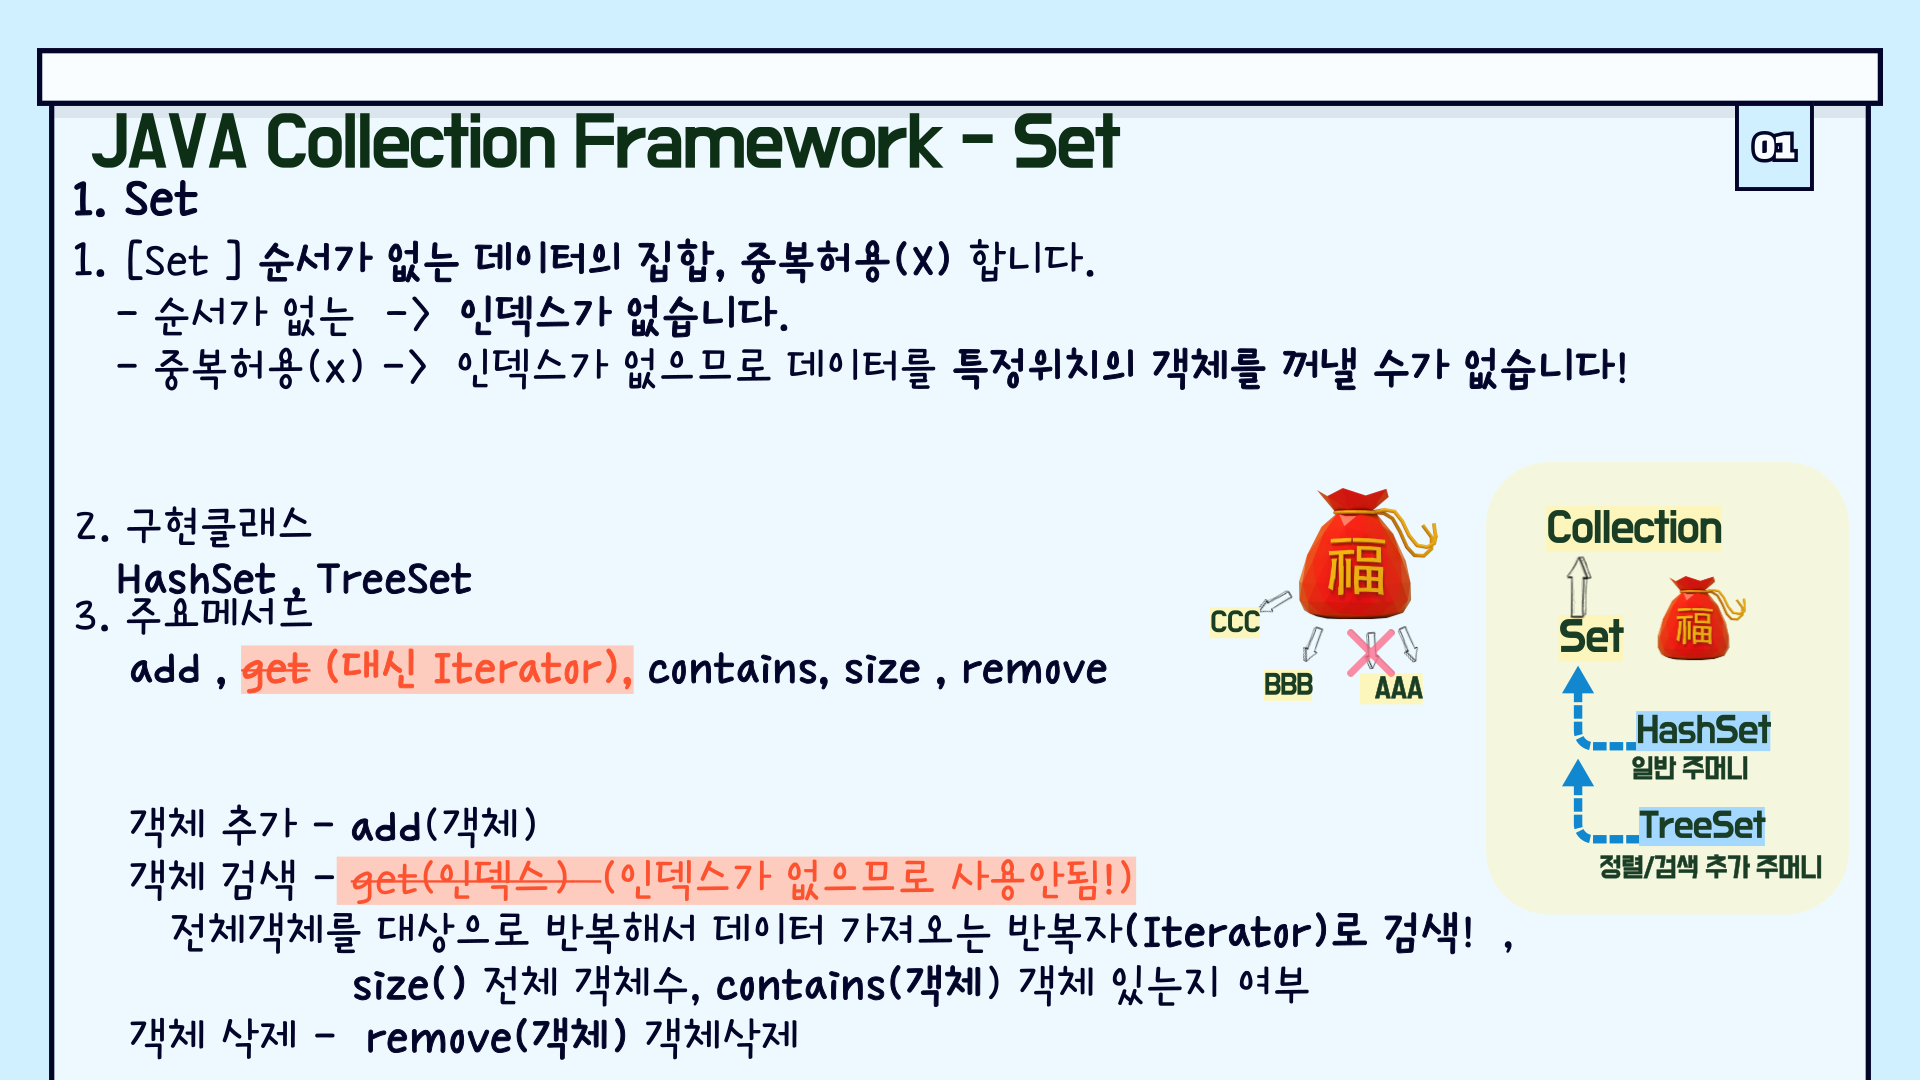 JAVA Collection Framework - Set
01
1. Set
1. [Set ] 순서가 없는 데이터의 집합, 중복허용(X) 합니다.
- 순서가 없는 -> 인덱스가 없습니다.
- 중복허용(x) -> 인덱스가 없으므로 데이터를 특정위치의 객체를 꺼낼 수가 없습니다!
2. 구현클래스
HashSet , TreeSet
3. 주요메서드
add , get (대신 Iterator), contains, size , remove
객체 추가 - add(객체)
객체 검색 - get(인덱스) (인덱스가 없으므로 사용안됨!)
전체객체를 대상으로 반복해서 데이터 가져오는 반복자(Iterator)로 검색! ,
size() 전체 객체수, contains(객체) 객체 있는지 여부
객체 삭제 - remove(객체) 객체삭제
福
CCC
BBB
AAA
Collection
福
Set
HashSet
일반 주머니
TreeSet
정렬/검색 추가 주머니